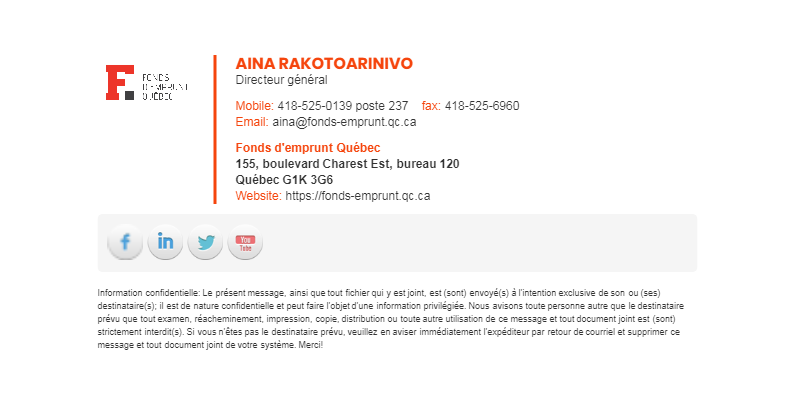 FONDS
D'EMPRUNT
QUÉBEC
AINA RAKOTOARINIVO
Directeur général
Mobile: 418-525-0139 poste 237 fax: 418-525-6960
Email: aina@fonds-emprunt.qc.ca
Fonds d'emprunt Québec
155, boulevard Charest Est, bureau 120
Québec G1K 3G6
Website: https://fonds-emprunt.qc.ca
f in You
Tube
Information confidentielle: Le présent message, ainsi que tout fichier qui y est joint, est (sont) envoyé(s) à l'intention exclusive de son ou (ses)
destinataire(s); il est de nature confidentielle et peut faire l'objet d'une information privilégiée. Nous avisons toute personne autre que le destinataire
prévu que tout examen, réacheminement, impression, copie, distribution ou toute autre utilisation de ce message et tout document joint est (sont)
strictement interdit(s). Si vous n'êtes pas le destinataire prévu, veuillez en aviser immédiatement l'expéditeur par retour de courriel et supprimer ce
message et tout document joint de votre système. Merci!